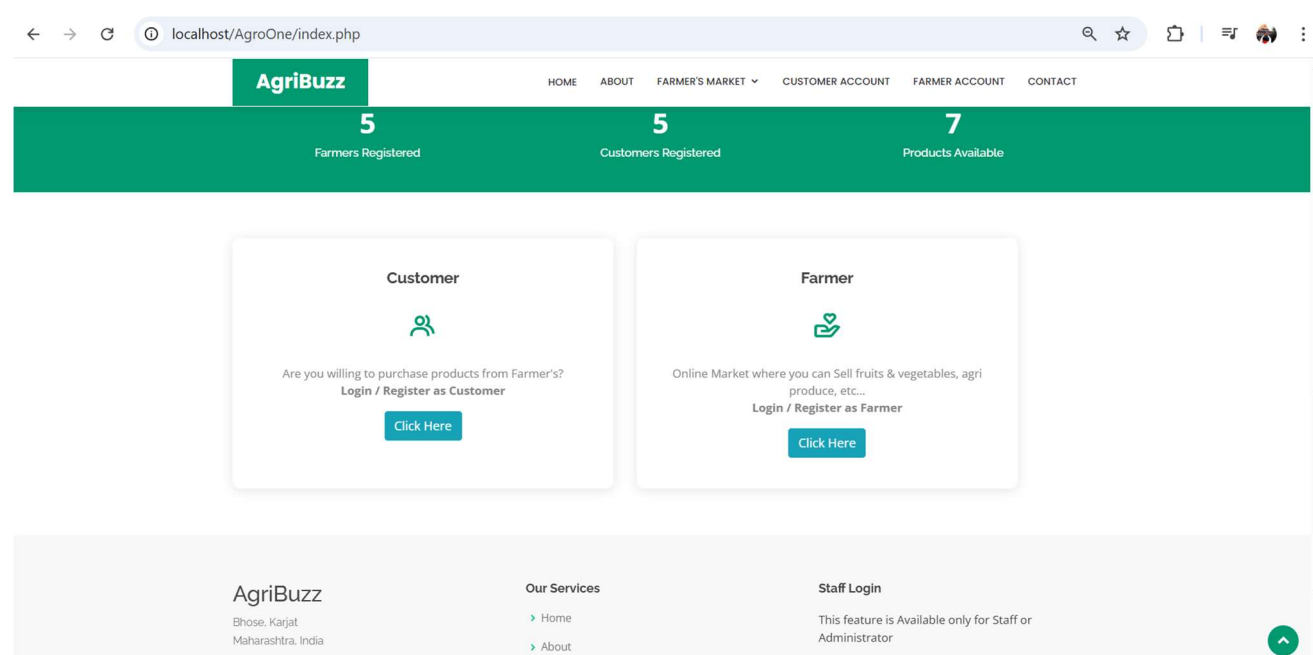 localhost/AgroOne/index.php
AgriBuzz
HOME ABOUT FARMER'S MARKET CUSTOMER ACCOUNT FARMER ACCOUNT CONTACT
5 5 7
Farmers Registered Customers Registered Products Available
Customer
Are you willing to purchase products from Farmer's?
Login / Register as Customer
Click Here
Farmer
Online Market where you can Sell fruits & vegetables, agri
produce, etc...
Login / Register as Farmer
Click Here
AgriBuzz
Bhose, Karjat
Maharashtra, India
Our Services
Home
About
Staff Login
This feature is Available only for Staff or
Administrator